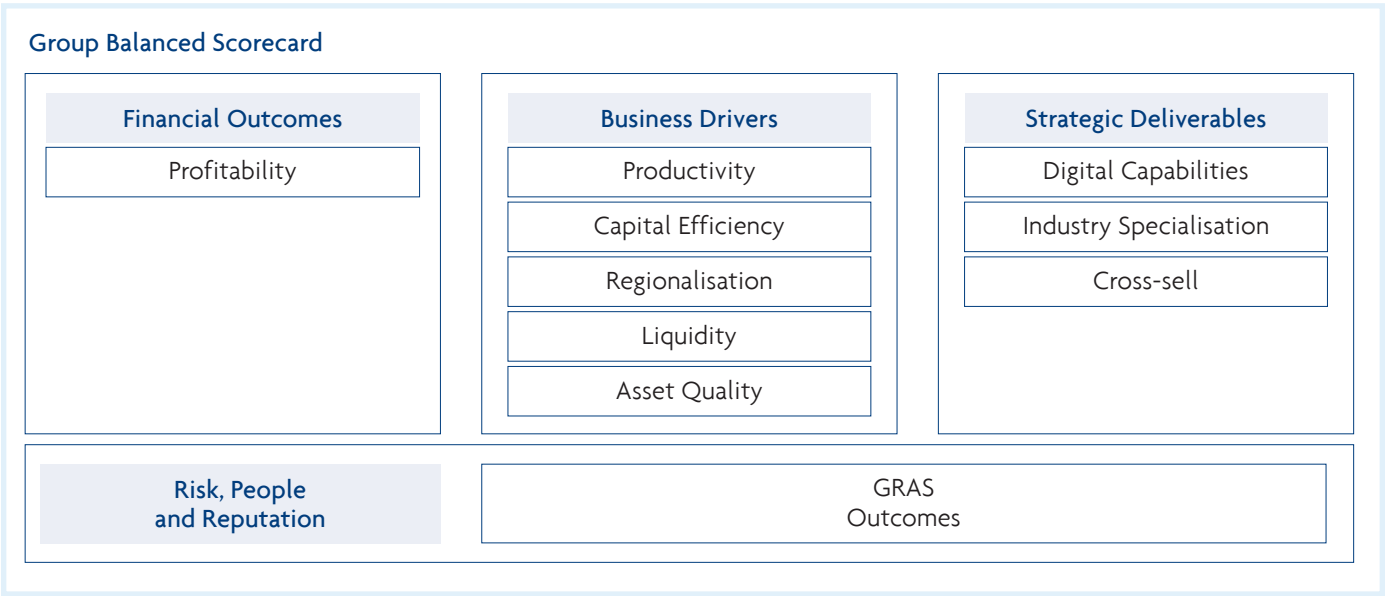 Group Balanced Scorecard
Financial Outcomes
Profitability
Business Drivers
Productivity
Capital Efficiency
Regionalisation
Liquidity
Asset Quality
Strategic Deliverables
Digital Capabilities
Industry Specialisation
Cross-sell
Risk, People
and Reputation
GRAS
Outcomes